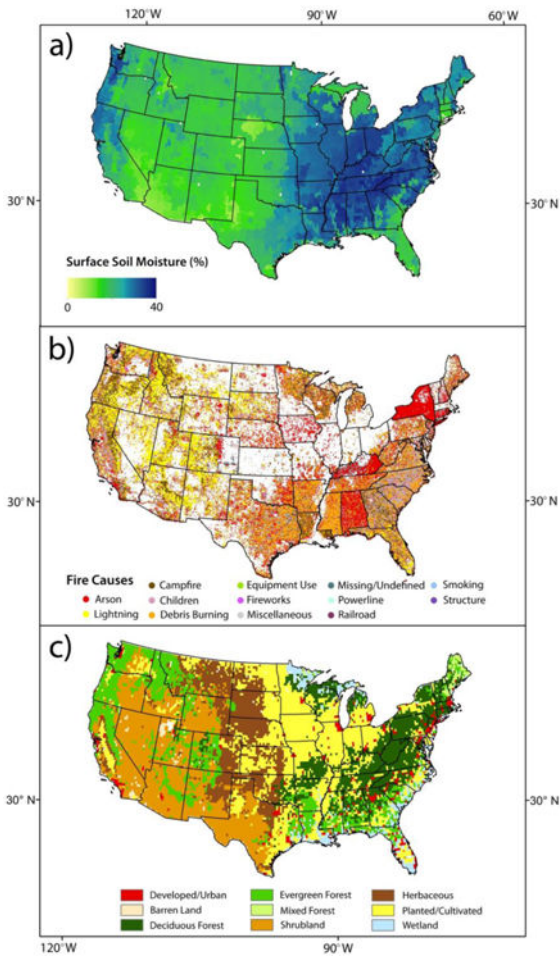 120°W 90°W 60°W
a)
30°N 30°N
Surface Soil Moisture (%)
0 40
b)
30°N 30°N
Fire Causes
Campfire Equipment Use Missing/Undefined Smoking
Arson Children Fireworks Powerline Structure
Lightning Debris Burning Miscellaneous Railroad
c)
30°N 30°N
Developed/Urban Evergreen Forest Herbaceous
Barren Land Mixed Forest Planted/Cultivated
Deciduous Forest Shrubland Wetland
120°W 90°W